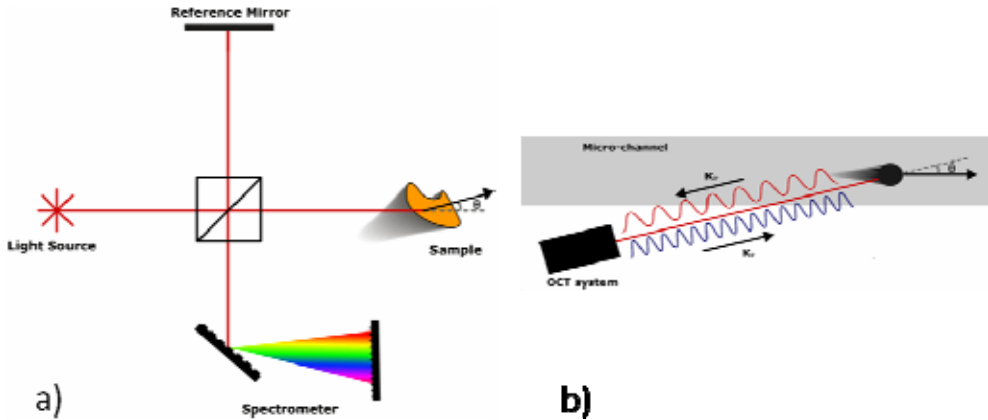 Reference Mirror
Light Source
θ
Sample
Spectrometer
a)
Micro-channel
θ
OCT system
b)